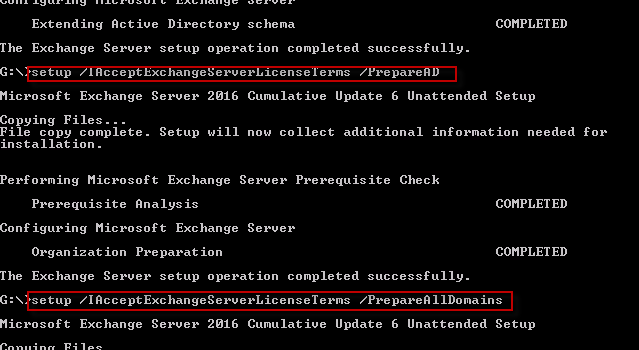 Configuring Microsoft Exchange Server
Extending Active Directory schema COMPLETED
The Exchange Server setup operation completed successfully.
G:\>setup /IAcceptExchangeServerLicenseTerms /PrepareAD
Microsoft Exchange Server 2016 Cumulative Update 6 Unattended Setup
Copying Files...
File copy complete. Setup will now collect additional information needed for
installation.
Performing Microsoft Exchange Server Prerequisite Check
Prerequisite Analysis COMPLETED
Configuring Microsoft Exchange Server
Organization Preparation COMPLETED
The Exchange Server setup operation completed successfully.
G:\>setup /IAcceptExchangeServerLicenseTerms /PrepareAllDomains
Microsoft Exchange Server 2016 Cumulative Update 6 Unattended Setup
Copying Files